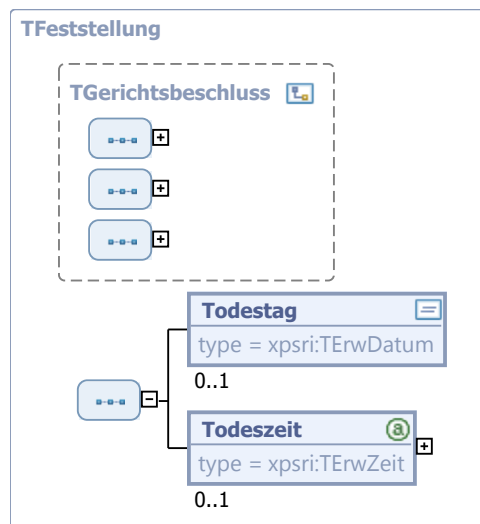 TFeststellung
TGerichtsbeschluss
Todestag
type = xpsri:TErwDatum
0..1
Todeszeit
type = xpsri:TErwZeit
0..1